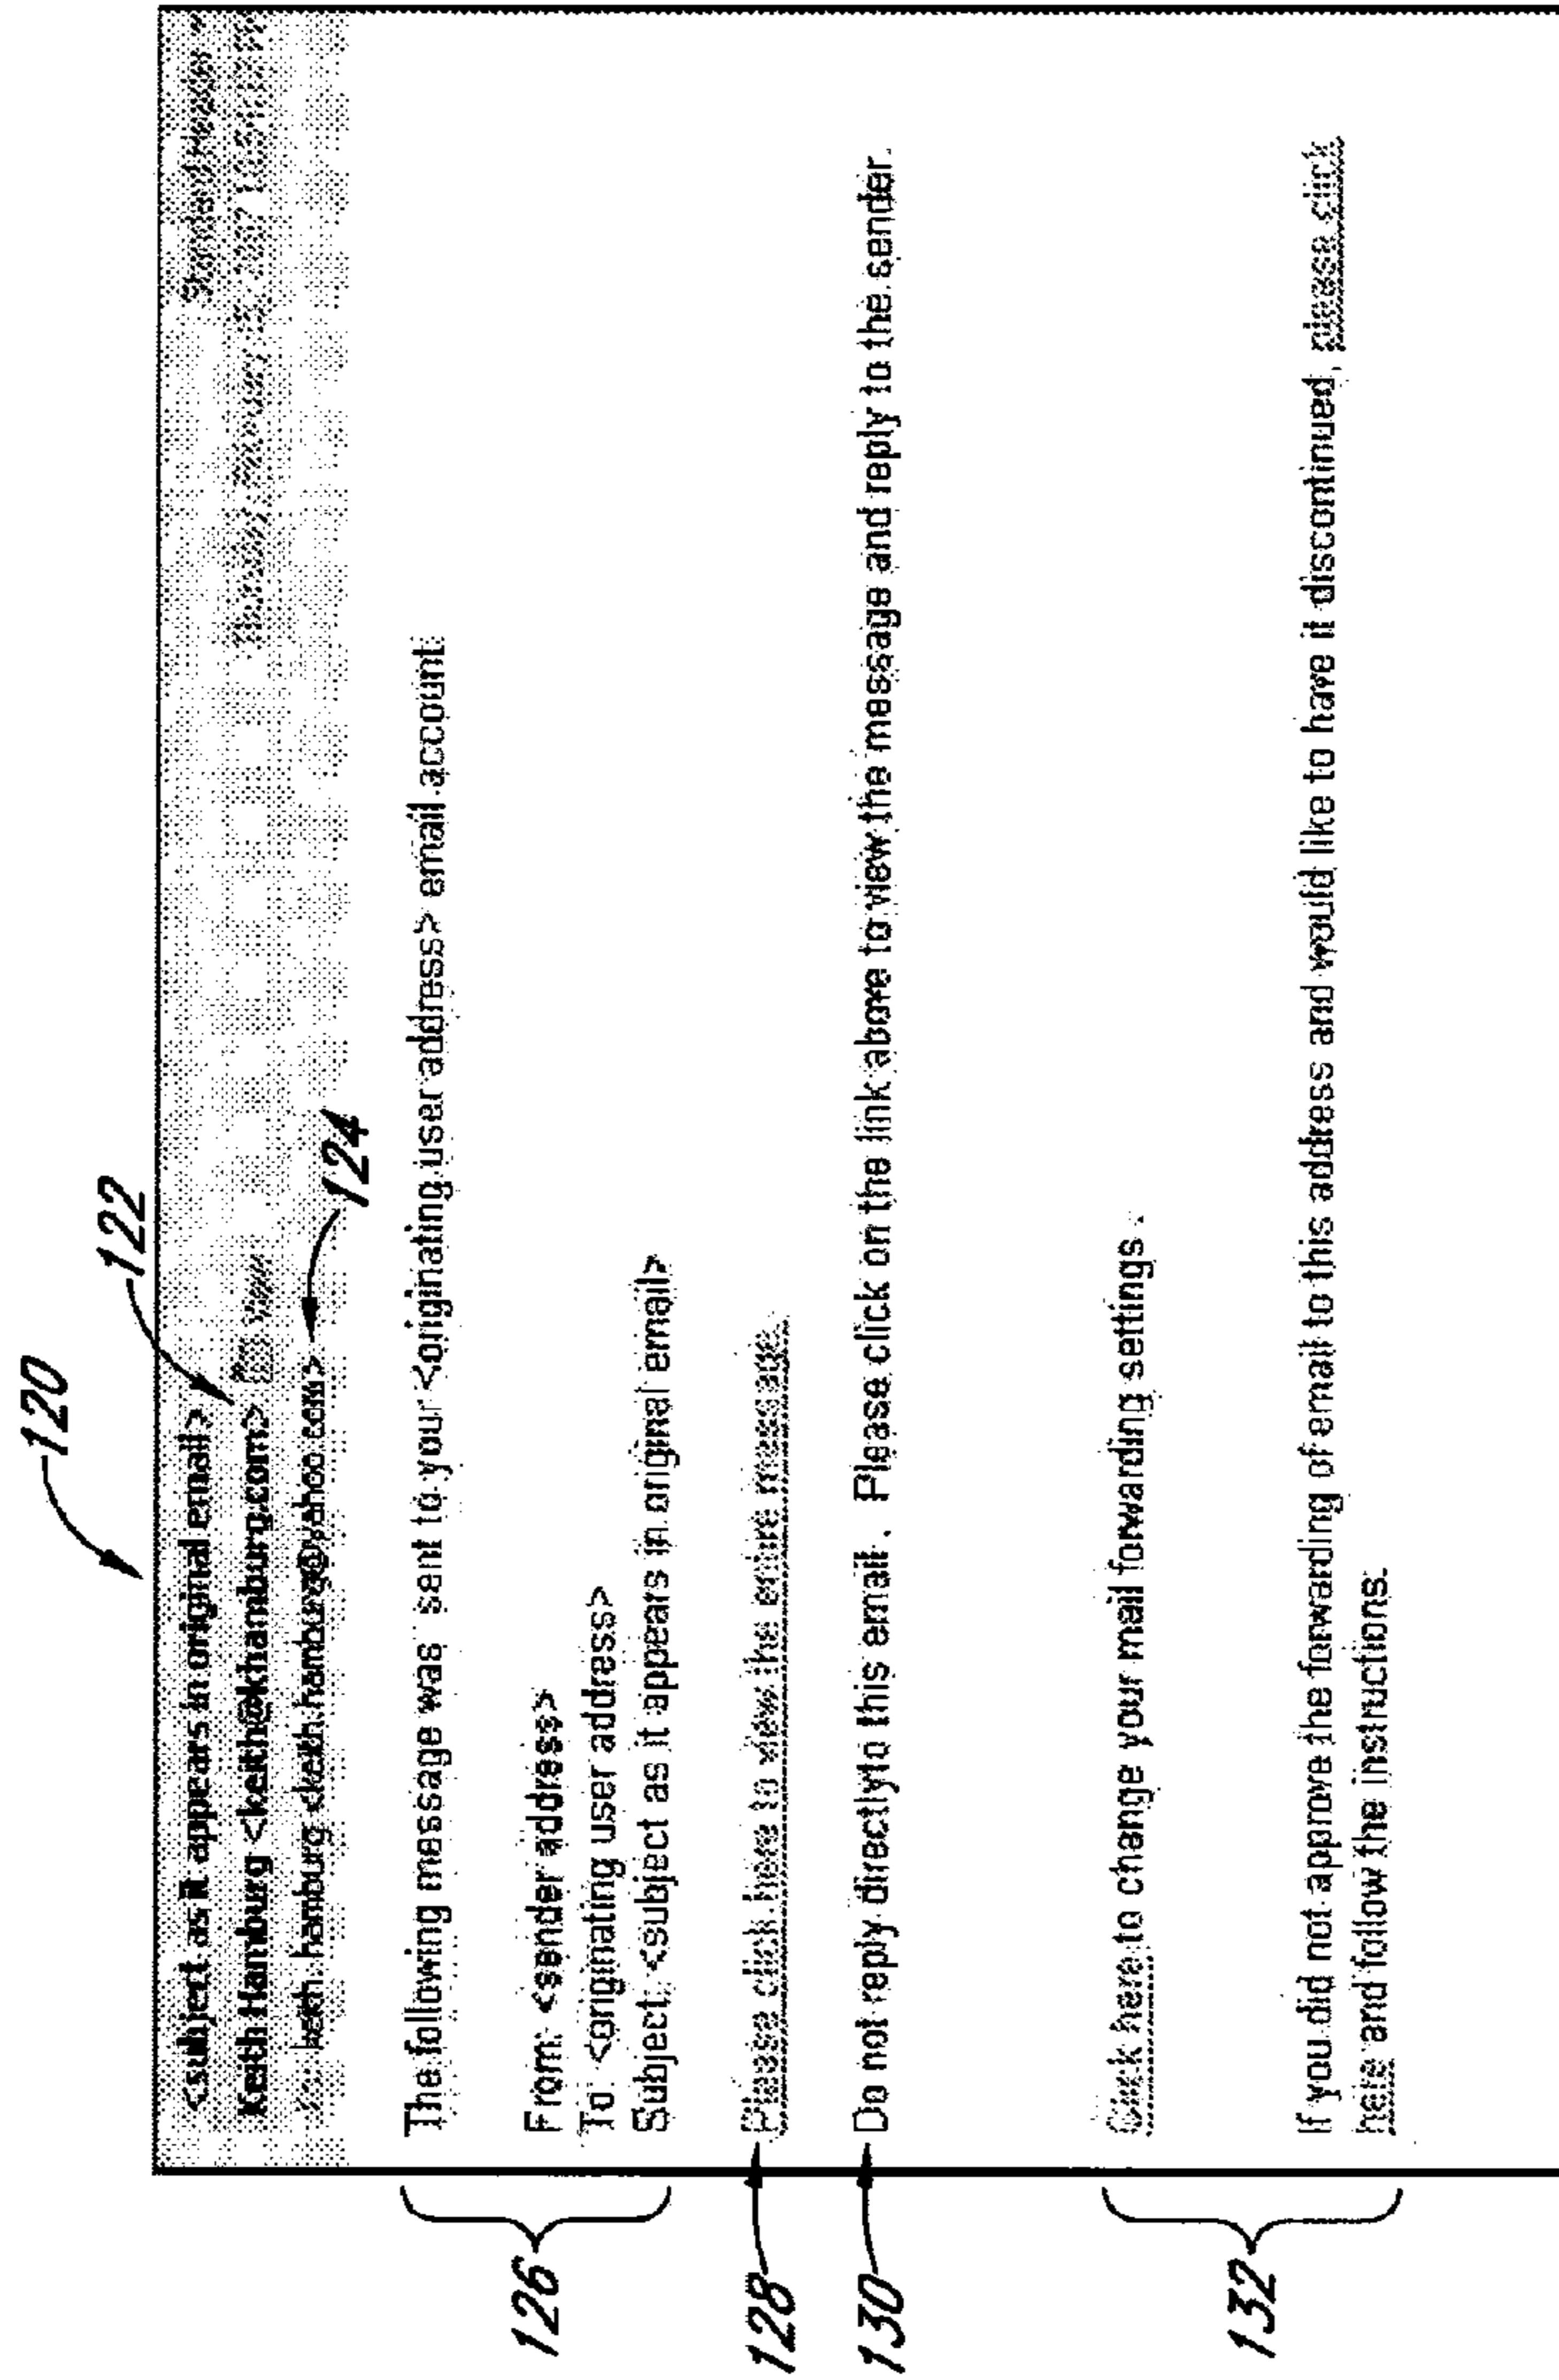 120
122
<subject as it appears in original email> Standard Header
Keith Hamburg <keith@khamburg.com>
keith.hamburg <keith.hamburg@yahoo.com>
124
The following message was sent to your <originating user address> email account:
126
From: <sender address>
To: <originating user address>
Subject: <subject as it appears in original email>
128
Please click here to view the entire message.
130
Do not reply directly to this email. Please click on the link above to view the message and reply to the sender.
132
Click here to change your mail forwarding settings.
If you did not approve the forwarding of email to this address and would like to have it discontinued, please click
here and follow the instructions.